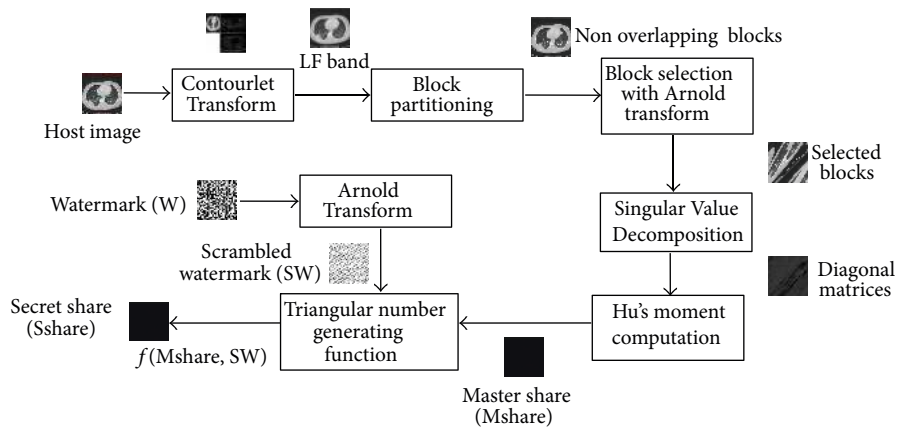 Host image
Contourlet
Transform
LF band
Block
partitioning
Non overlapping blocks
Block selection
with Arnold
transform
Selected
blocks
Singular Value
Decomposition
Diagonal
matrices
Hu's moment
computation
Master share
(Mshare)
Watermark (W)
Arnold
Transform
Scrambled
watermark (SW)
Triangular number
generating
function
f(Mshare, SW)
Secret share
(Sshare)